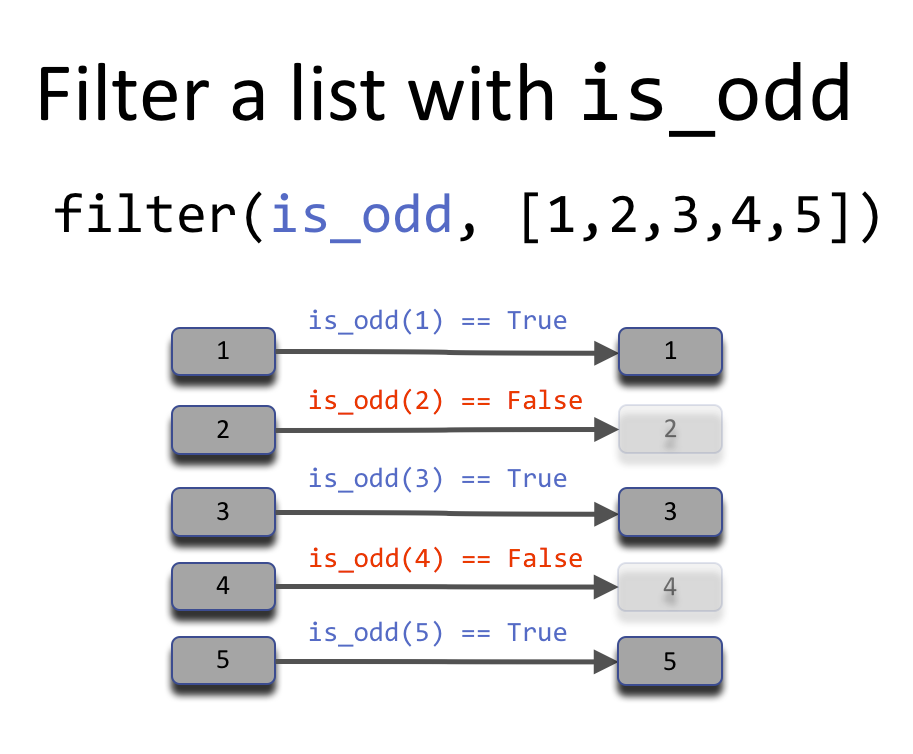 Filter a list with is_odd
filter(is_odd, [1,2,3,4,5])
is_odd(1) == True
1
1
is_odd(2) == False
2
2
is_odd(3) == True
3
3
is_odd(4) == False
4
4
is_odd(5) == True
5
5